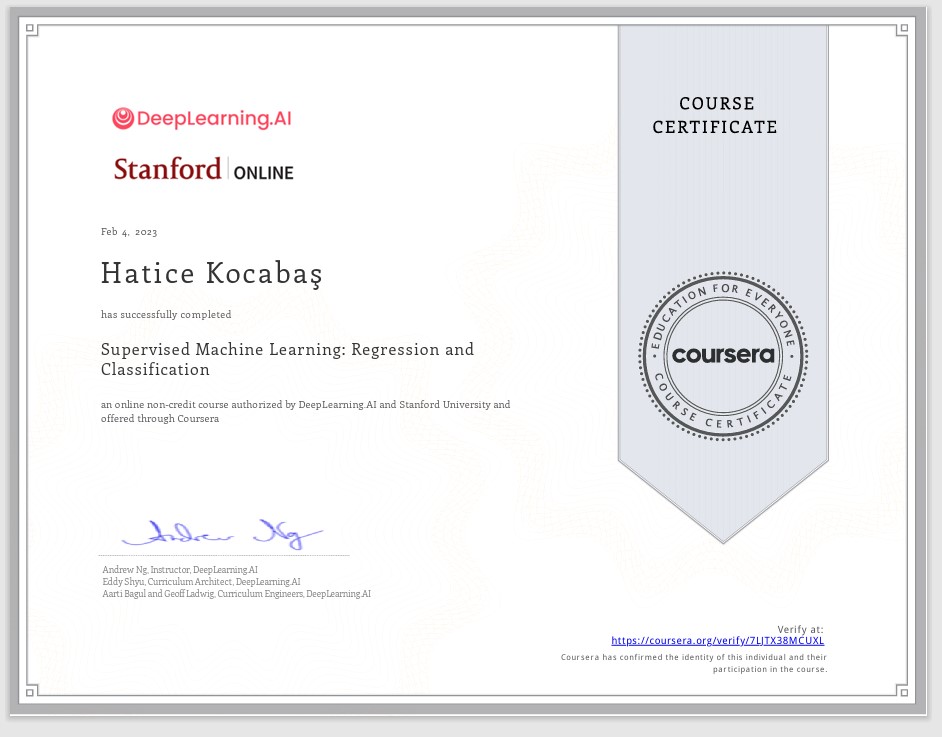 DeepLearning.AI
Stanford | ONLINE
Feb 4, 2023
Hatice Kocabaş
has successfully completed
Supervised Machine Learning: Regression and
Classification
an online non-credit course authorized by DeepLearning.AI and Stanford University and
offered through Coursera
Andrew Ng
Andrew Ng, Instructor, DeepLearning.AI
Eddy Shyu, Curriculum Architect, DeepLearning.AI
Aarti Bagul and Geoff Ladwig, Curriculum Engineers, DeepLearning.AI
COURSE
CERTIFICATE
EDUCATION FOR EVERYONE
coursera
COURSE CERTIFICATE
Verify at:
https://coursera.org/verify/7LJTX38MCUXL
Coursera has confirmed the identity of this individual and their
participation in the course.